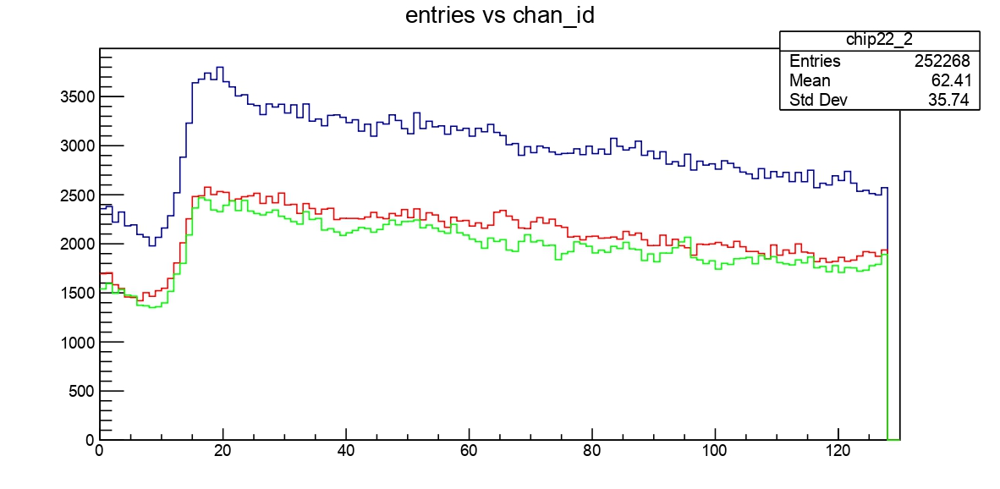 entries vs chan_id
chip22_2
Entries 252268
Mean 62.41
Std Dev 35.74
3500
3000
2500
2000
1500
1000
500
0
0 20 40 60 80 100 120